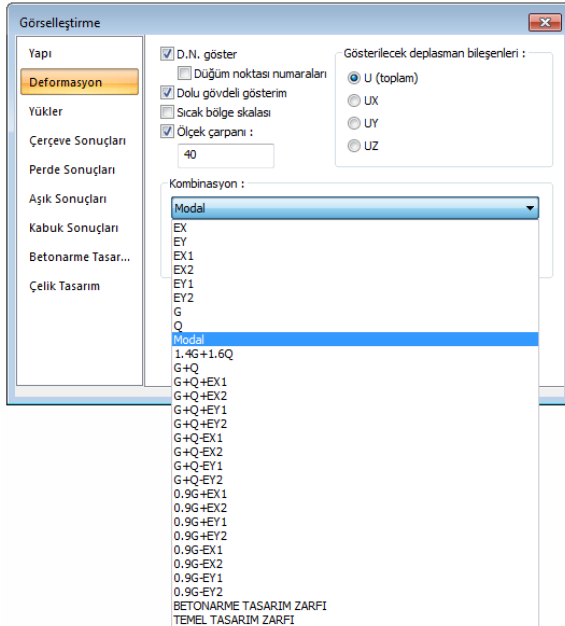 Görselleştirme
Yapı
Deformasyon
Yükler
Çerçeve Sonuçları
Perde Sonuçları
Aşık Sonuçları
Kabuk Sonuçları
Betonarme Tasar...
Çelik Tasarım
D.N. göster
Düğüm noktası numaraları
Dolu gövdeli gösterim
Sıcak bölge skalası
Ölçek çarpanı :
40
Gösterilecek deplasman bileşenleri :
U (toplam)
UX
UY
UZ
Kombinasyon :
Modal
EX
EY
EX1
EX2
EY1
EY2
G
Q
Modal
1.4G+1.6Q
G+Q
G+Q+EX1
G+Q+EX2
G+Q+EY1
G+Q+EY2
G+Q-EX1
G+Q-EX2
G+Q-EY1
G+Q-EY2
0.9G+EX1
0.9G+EX2
0.9G+EY1
0.9G+EY2
0.9G-EX1
0.9G-EX2
0.9G-EY1
0.9G-EY2
BETONARME TASARIM ZARFI
TEMEL TASARIM ZARFI